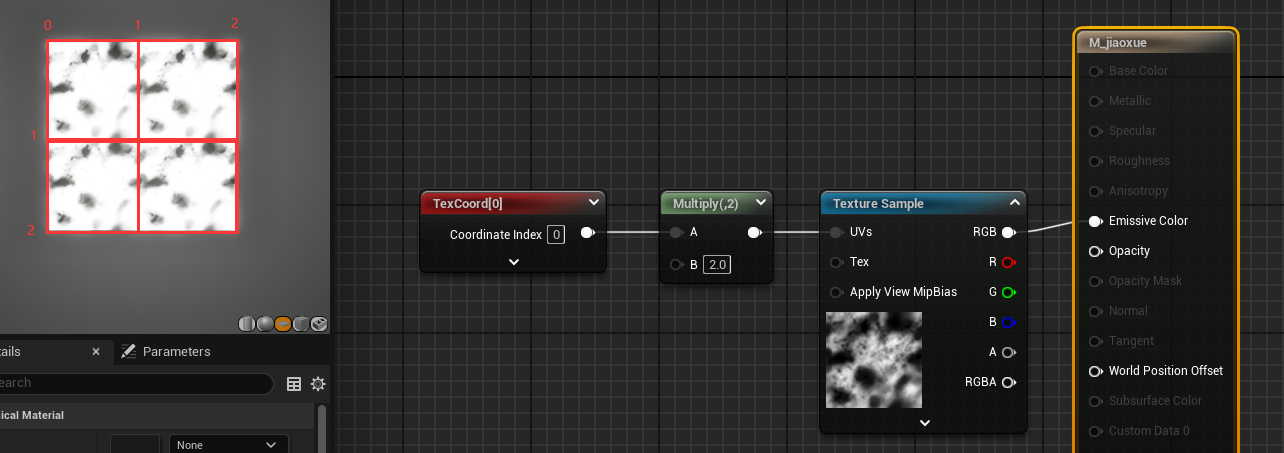 0 1 2
1
2
ails × Parameters
earch
ical Material
None
TexCoord[0]
Coordinate Index 0
Multiply(,2)
A
B 2.0
Texture Sample
UVs RGB
Tex R
Apply View MipBias G
B
A
RGBA
M_jiaoxue
Base Color
Metallic
Specular
Roughness
Anisotropy
Emissive Color
Opacity
Opacity Mask
Normal
Tangent
World Position Offset
Subsurface Color
Custom Data 0